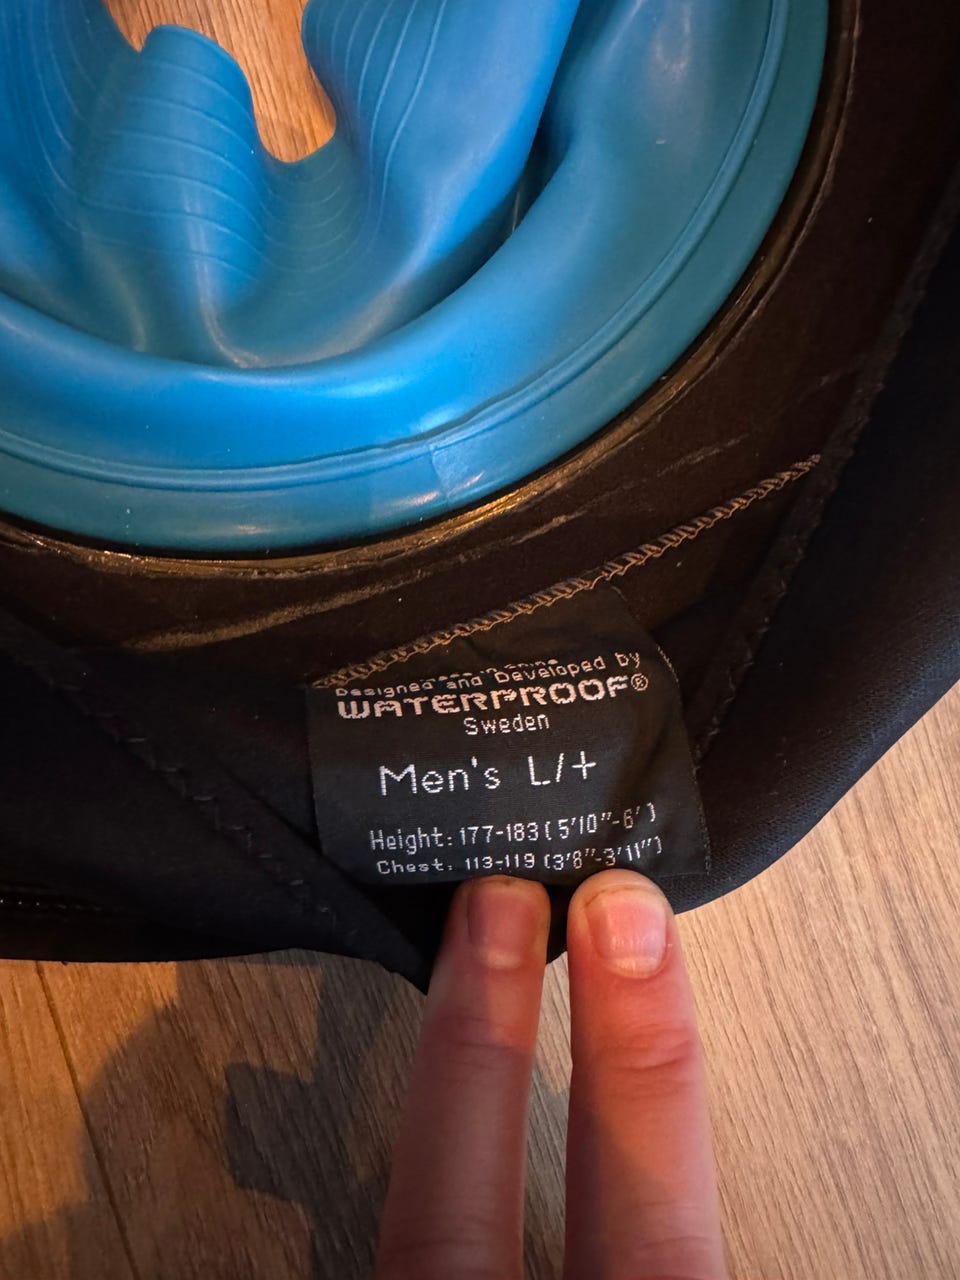 Designed and Developed by
WATERPROOF®
Sweden
Men's L/+
Height: 177-183 (5'10"-6')
Chest: 113-119 (3'8"-3'11")